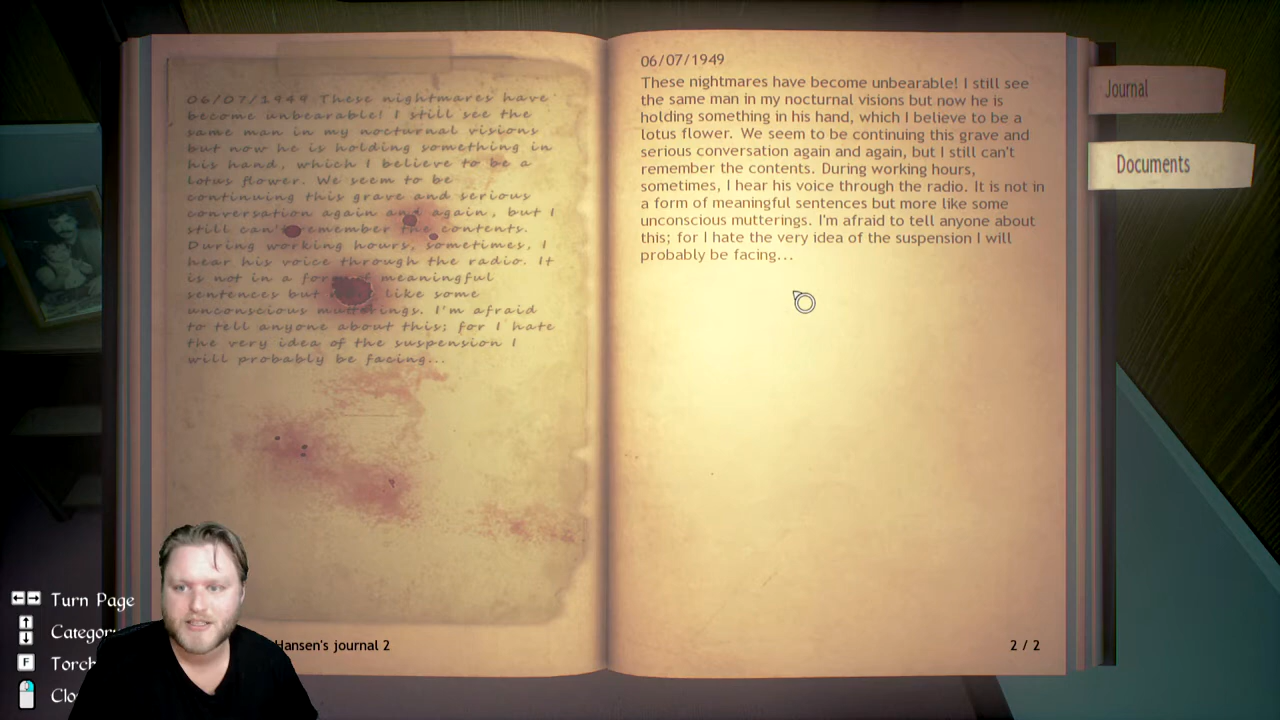 06/07/1949 These nightmares have
become unbearable! I still see the
same man in my nocturnal visions
but now he is holding something in
his hand, which I believe to be a
lotus flower. We seem to be
continuing this grave and serious
conversation again and again, but I
still can't remember the contents.
During working hours, sometimes, I
hear his voice through the radio. It
is not in a form of meaningful
sentences but like some
unconscious mutterings. I'm afraid
to tell anyone about this; for I hate
the very idea of the suspension I
will probably be facing...
Hansen's journal 2
06/07/1949
These nightmares have become unbearable! I still see
the same man in my nocturnal visions but now he is
holding something in his hand, which I believe to be a
lotus flower. We seem to be continuing this grave and
serious conversation again and again, but I still can't
remember the contents. During working hours,
sometimes, I hear his voice through the radio. It is not in
a form of meaningful sentences but more like some
unconscious mutterings. I'm afraid to tell anyone about
this; for I hate the very idea of the suspension I will
probably be facing...
2 / 2
Journal
Documents
Turn Page
Categor
F Torch
Clo